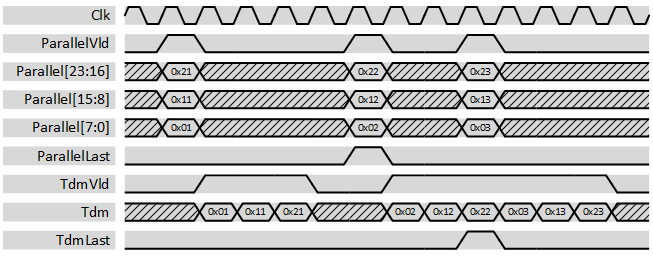 Clk
ParallelVld
Parallel[23:16] 0x21 0x22 0x23
Parallel[15:8] 0x11 0x12 0x13
Parallel[7:0] 0x01 0x02 0x03
ParallelLast
TdmVld
Tdm 0x01 0x11 0x21 0x02 0x12 0x22 0x03 0x13 0x23
TdmLast